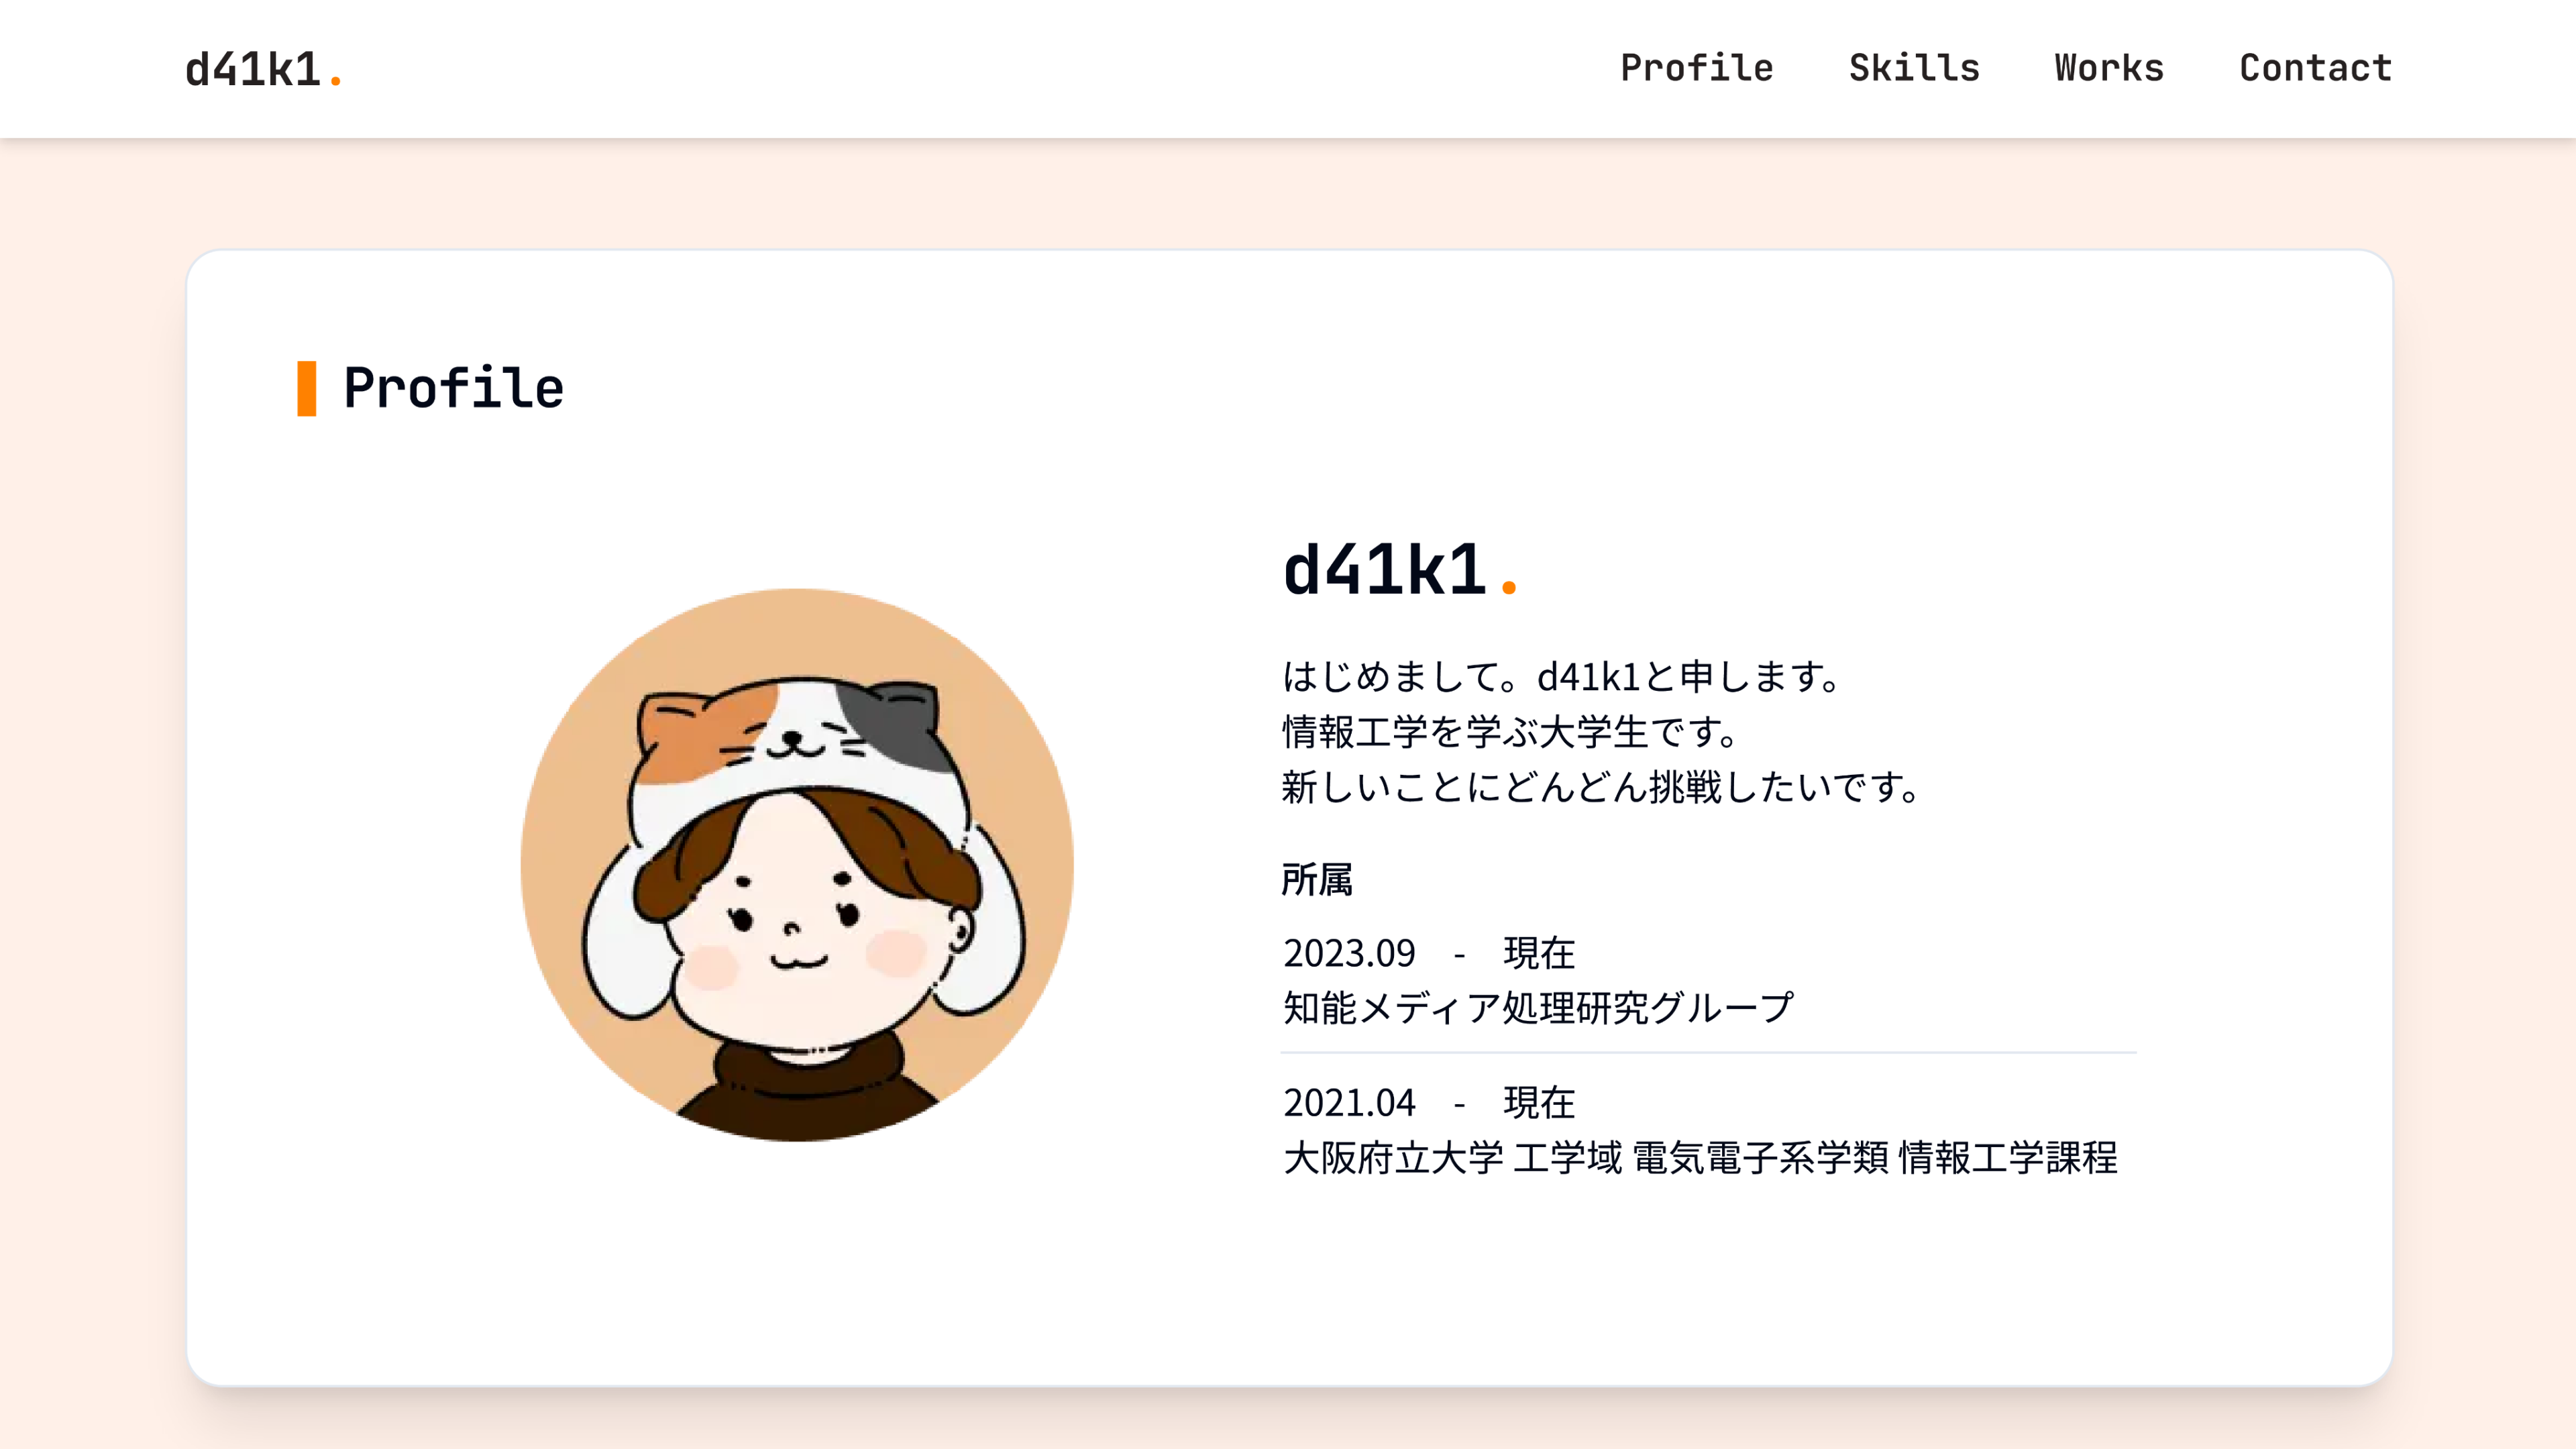 d41k1.
Profile Skills Works Contact
Profile
d41k1.
はじめまして。d41k1と申します。
情報工学を学ぶ大学生です。
新しいことにどんどん挑戦したいです。
所属
2023.09 - 現在
知能メディア処理研究グループ
2021.04 - 現在
大阪府立大学 工学域 電気電子系学類 情報工学課程